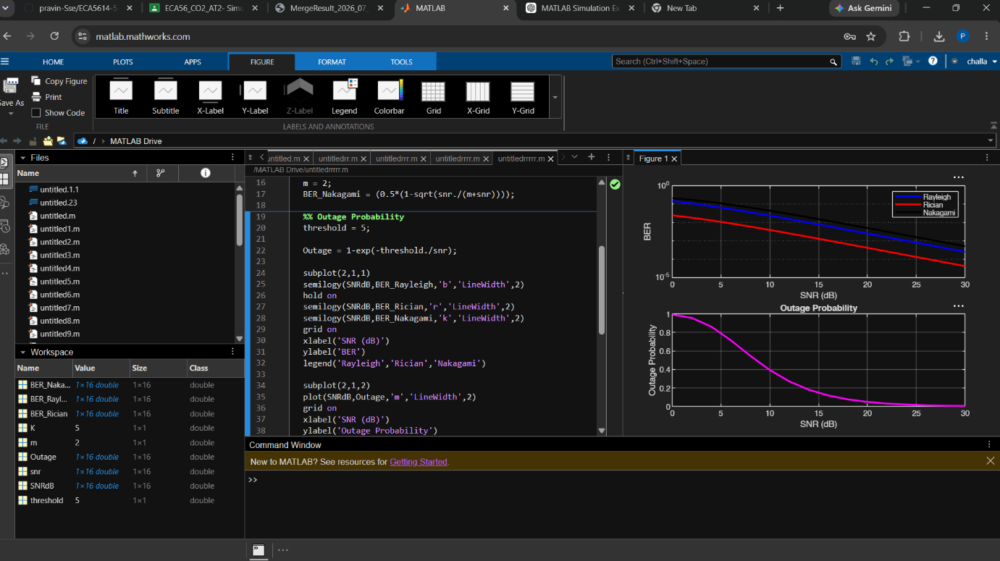 pravin-Sse/ECA5614-5
ECA56_CO2_AT2- Simu
MergeResult_2026_07_
MATLAB
MATLAB Simulation Ex
New Tab
Ask Gemini
matlab.mathworks.com
P
HOME
PLOTS
APPS
FIGURE
FORMAT
TOOLS
Search (Ctrl+Shift+Space)
challa
Save As
Copy Figure
Print
Show Code
FILE
Title
Subtitle
X-Label
Y-Label
Z-Label
Legend
Colorbar
Grid
X-Grid
Y-Grid
LABELS AND ANNOTATIONS
/ › MATLAB Drive
Files
Name
untitled.1.1
untitled.23
untitled.m
untitled1.m
untitled2.m
untitled3.m
untitled4.m
untitled5.m
untitled6.m
untitled7.m
untitled8.m
untitled9.m
Workspace
Name Value Size Class
BER_Naka... 1×16 double 1×16 double
BER_Rayl... 1×16 double 1×16 double
BER_Rician 1×16 double 1×16 double
K 5 1×1 double
m 2 1×1 double
Outage 1×16 double 1×16 double
snr 1×16 double 1×16 double
SNRdB 1×16 double 1×16 double
threshold 5 1×1 double
untitled.m
untitledrr.m
untitledrrr.m
untitledrrrr.m
untitledrrrrr.m
/MATLAB Drive/untitledrrrrr.m
16 m = 2;
17 BER_Nakagami = (0.5*(1-sqrt(snr./(m+snr))));
18
19 %% Outage Probability
20 threshold = 5;
21
22 Outage = 1-exp(-threshold./snr);
23
24 subplot(2,1,1)
25 semilogy(SNRdB,BER_Rayleigh,'b','LineWidth',2)
26 hold on
27 semilogy(SNRdB,BER_Rician,'r','LineWidth',2)
28 semilogy(SNRdB,BER_Nakagami,'k','LineWidth',2)
29 grid on
30 xlabel('SNR (dB)')
31 ylabel('BER')
32 legend('Rayleigh','Rician','Nakagami')
33
34 subplot(2,1,2)
35 plot(SNRdB,Outage,'m','LineWidth',2)
36 grid on
37 xlabel('SNR (dB)')
38 ylabel('Outage Probability')
Figure 1
10⁰
10⁻⁵
BER
Rayleigh
Rician
Nakagami
0 5 10 15 20 25 30
SNR (dB)
Outage Probability
Outage Probability
1
0.8
0.6
0.4
0.2
0
0 5 10 15 20 25 30
SNR (dB)
Command Window
New to MATLAB? See resources for Getting Started.
>>